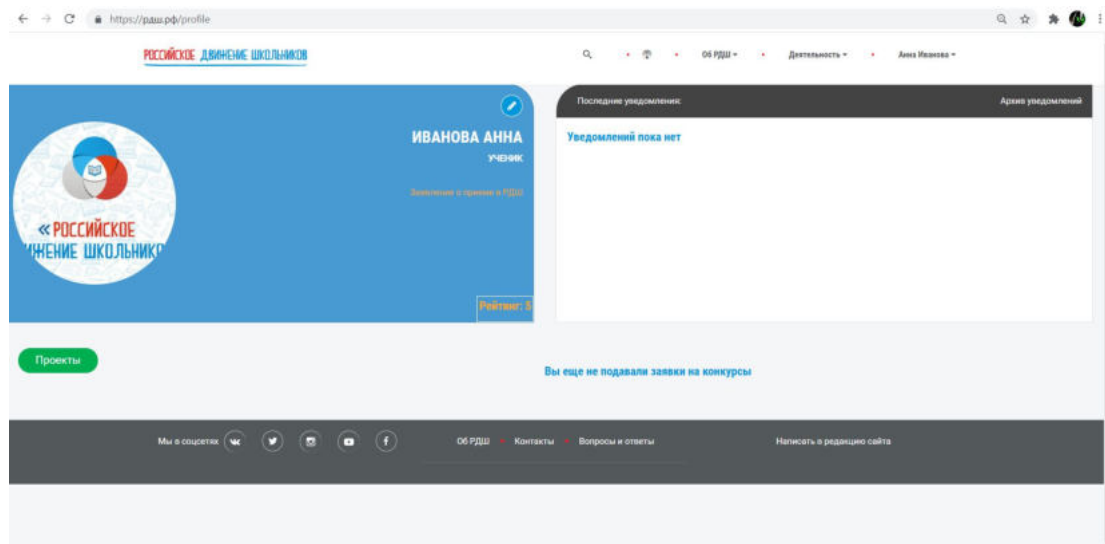 https://рдш.рф/profile
РОССИЙСКОЕ ДВИЖЕНИЕ ШКОЛЬНИКОВ
Об РДШ
Деятельность
Анна Иванова
ИВАНОВА АННА
УЧЕНИК
Заявление о приеме в РДШ
« РОССИЙСКОЕ
ИЖЕНИЕ ШКОЛЬНИКО
Рейтинг: 5
Последние уведомления:
Архив уведомлений
Уведомлений пока нет
Проекты
Вы еще не подавали заявки на конкурсы
Мы в соцсетях
Об РДШ
Контакты
Вопросы и ответы
Написать в редакцию сайта